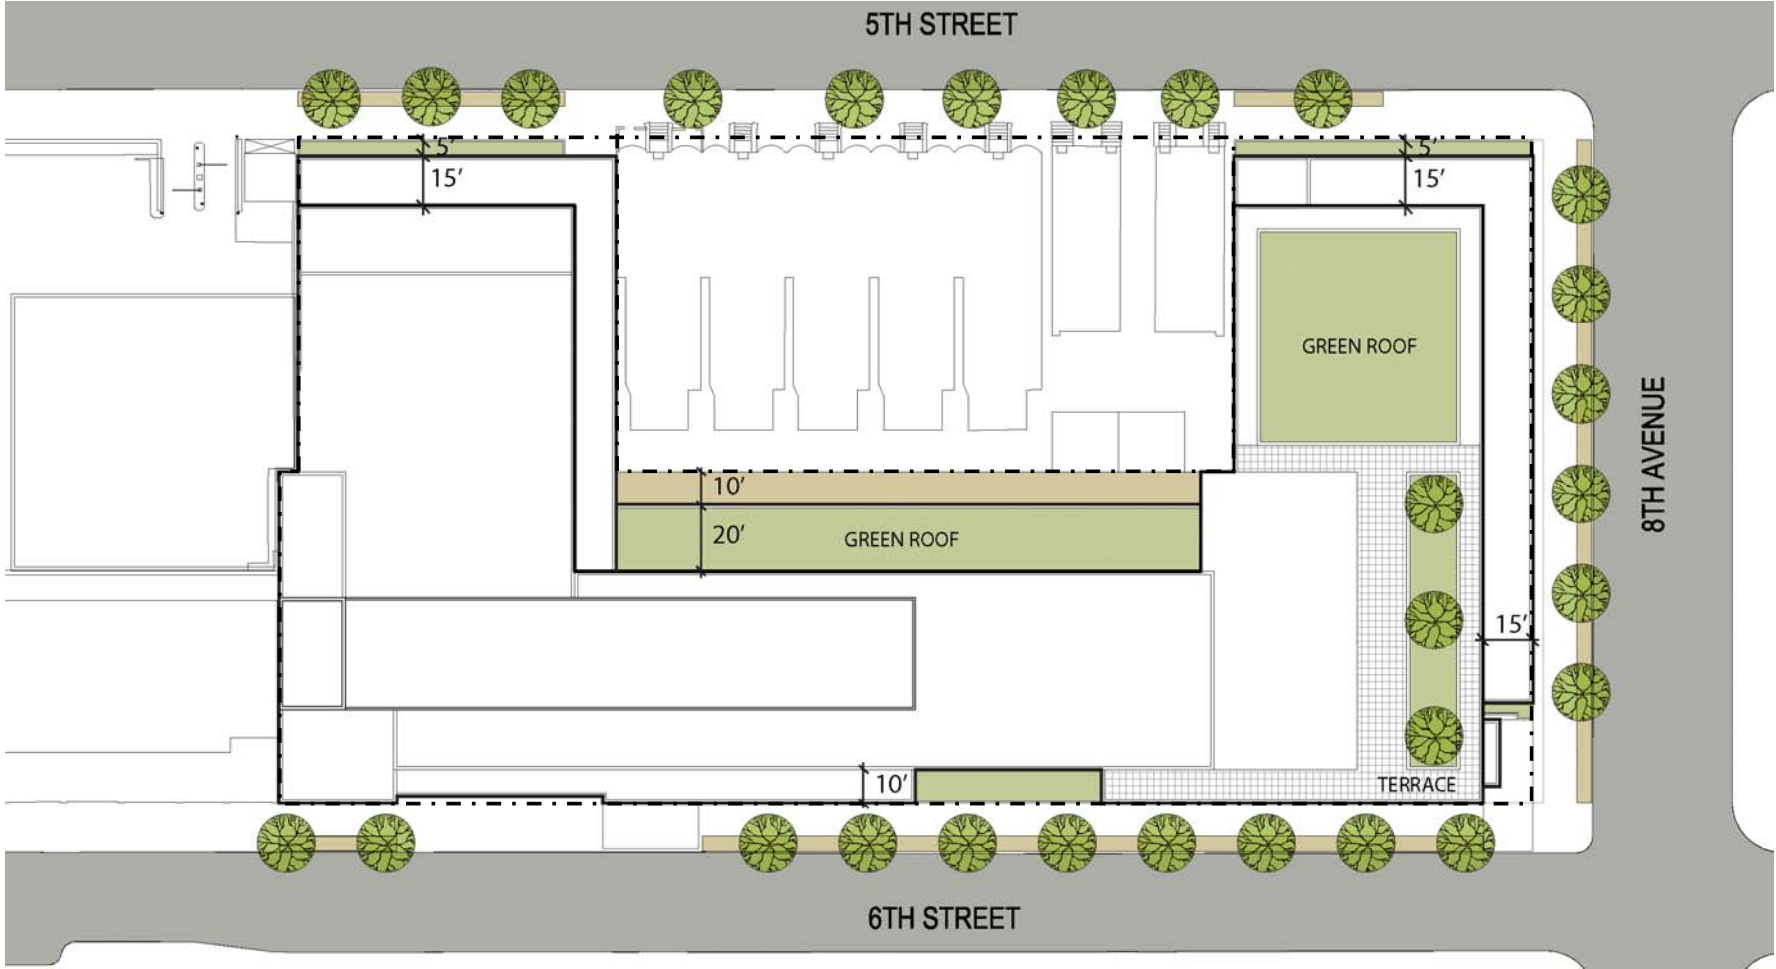 5TH STREET
5′
15′
5′
15′
GREEN ROOF
8TH AVENUE
10′
20′
GREEN ROOF
15′
10′
TERRACE
6TH STREET